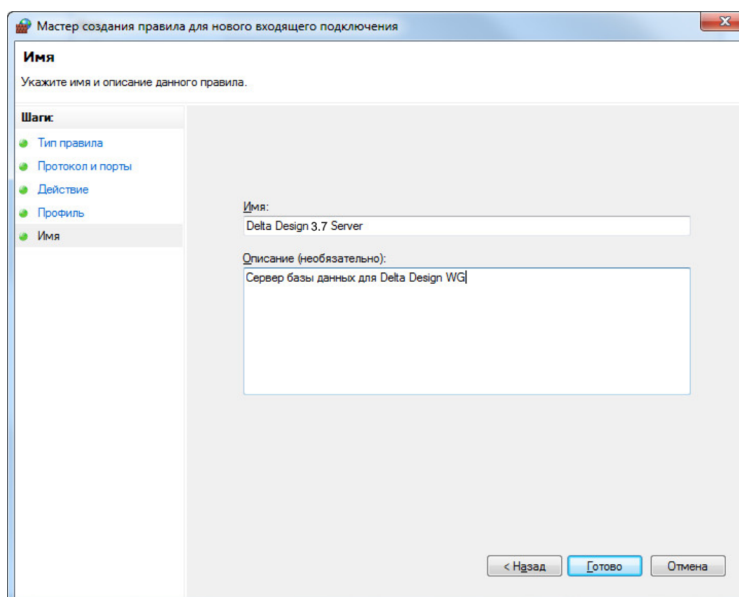 Мастер создания правила для нового входящего подключения
Имя
Укажите имя и описание данного правила.
Шаги:
Тип правила
Протокол и порты
Действие
Профиль
Имя
Имя:
Delta Design 3.7 Server
Описание (необязательно):
Сервер базы данных для Delta Design WG
< Назад
Готово
Отмена